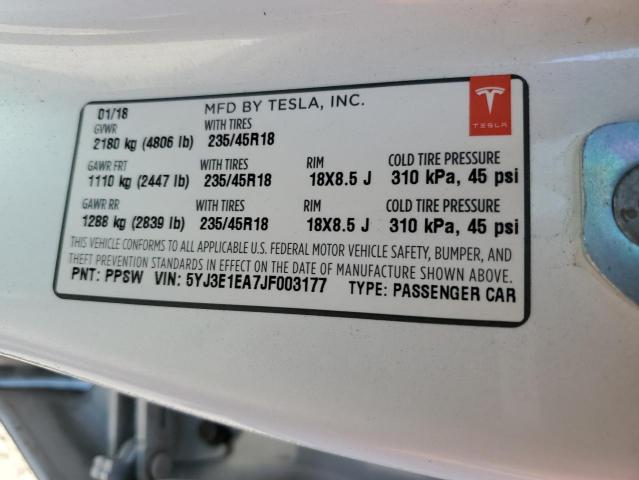 01/18 MFD BY TESLA, INC.
GVWR WITH TIRES
2180 kg (4806 lb) 235/45R18
GAWR FRT WITH TIRES RIM COLD TIRE PRESSURE
1110 kg (2447 lb) 235/45R18 18X8.5 J 310 kPa, 45 psi
GAWR RR WITH TIRES RIM COLD TIRE PRESSURE
1288 kg (2839 lb) 235/45R18 18X8.5 J 310 kPa, 45 psi
THIS VEHICLE CONFORMS TO ALL APPLICABLE U.S. FEDERAL MOTOR VEHICLE SAFETY, BUMPER, AND
THEFT PREVENTION STANDARDS IN EFFECT ON THE DATE OF MANUFACTURE SHOWN ABOVE.
PNT: PPSW VIN: 5YJ3E1EA7JF003177 TYPE: PASSENGER CAR
TESLA